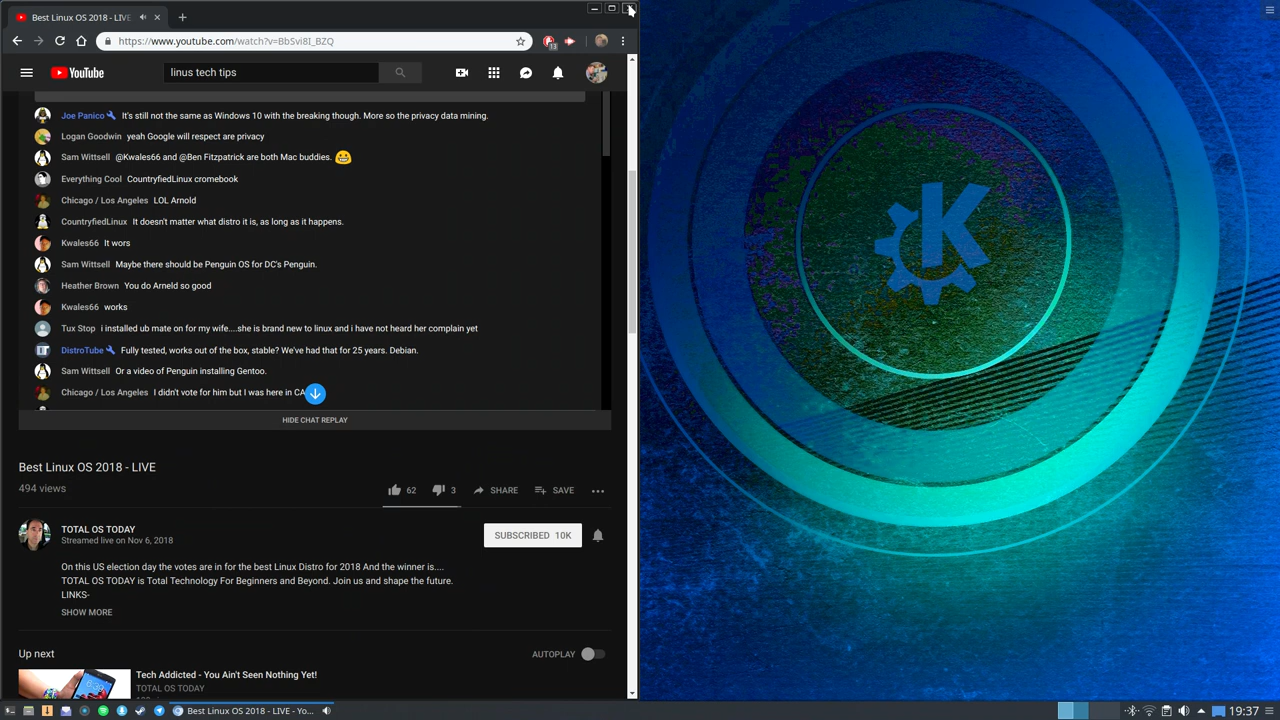 Best Linux OS 2018 - LIVE
https://www.youtube.com/watch?v=BbSvi8I_BZQ
13
YouTube
linus tech tips
Joe Panico It's still not the same as Windows 10 with the breaking though. More so the privacy data mining.
Logan Goodwin yeah Google will respect are privacy
Sam Wittsell @Kwales66 and @Ben Fitzpatrick are both Mac buddies.
Everything Cool CountryfiedLinux cromebook
Chicago / Los Angeles LOL Arnold
CountryfiedLinux It doesn't matter what distro it is, as long as it happens.
Kwales66 It wors
Sam Wittsell Maybe there should be Penguin OS for DC's Penguin.
Heather Brown You do Arneld so good
Kwales66 works
Tux Stop i installed ub mate on for my wife....she is brand new to linux and i have not heard her complain yet
DistroTube Fully tested, works out of the box, stable? We've had that for 25 years. Debian.
Sam Wittsell Or a video of Penguin installing Gentoo.
Chicago / Los Angeles I didn't vote for him but I was here in CA
HIDE CHAT REPLAY
Best Linux OS 2018 - LIVE
494 views
62 3 SHARE SAVE
TOTAL OS TODAY
Streamed live on Nov 6, 2018
SUBSCRIBED 10K
On this US election day the votes are in for the best Linux Distro for 2018 And the winner is....
TOTAL OS TODAY is Total Technology For Beginners and Beyond. Join us and shape the future.
LINKS-
SHOW MORE
Up next
AUTOPLAY
Tech Addicted - You Ain't Seen Nothing Yet!
TOTAL OS TODAY
Best Linux OS 2018 - LIVE - Yo...
19:37
K